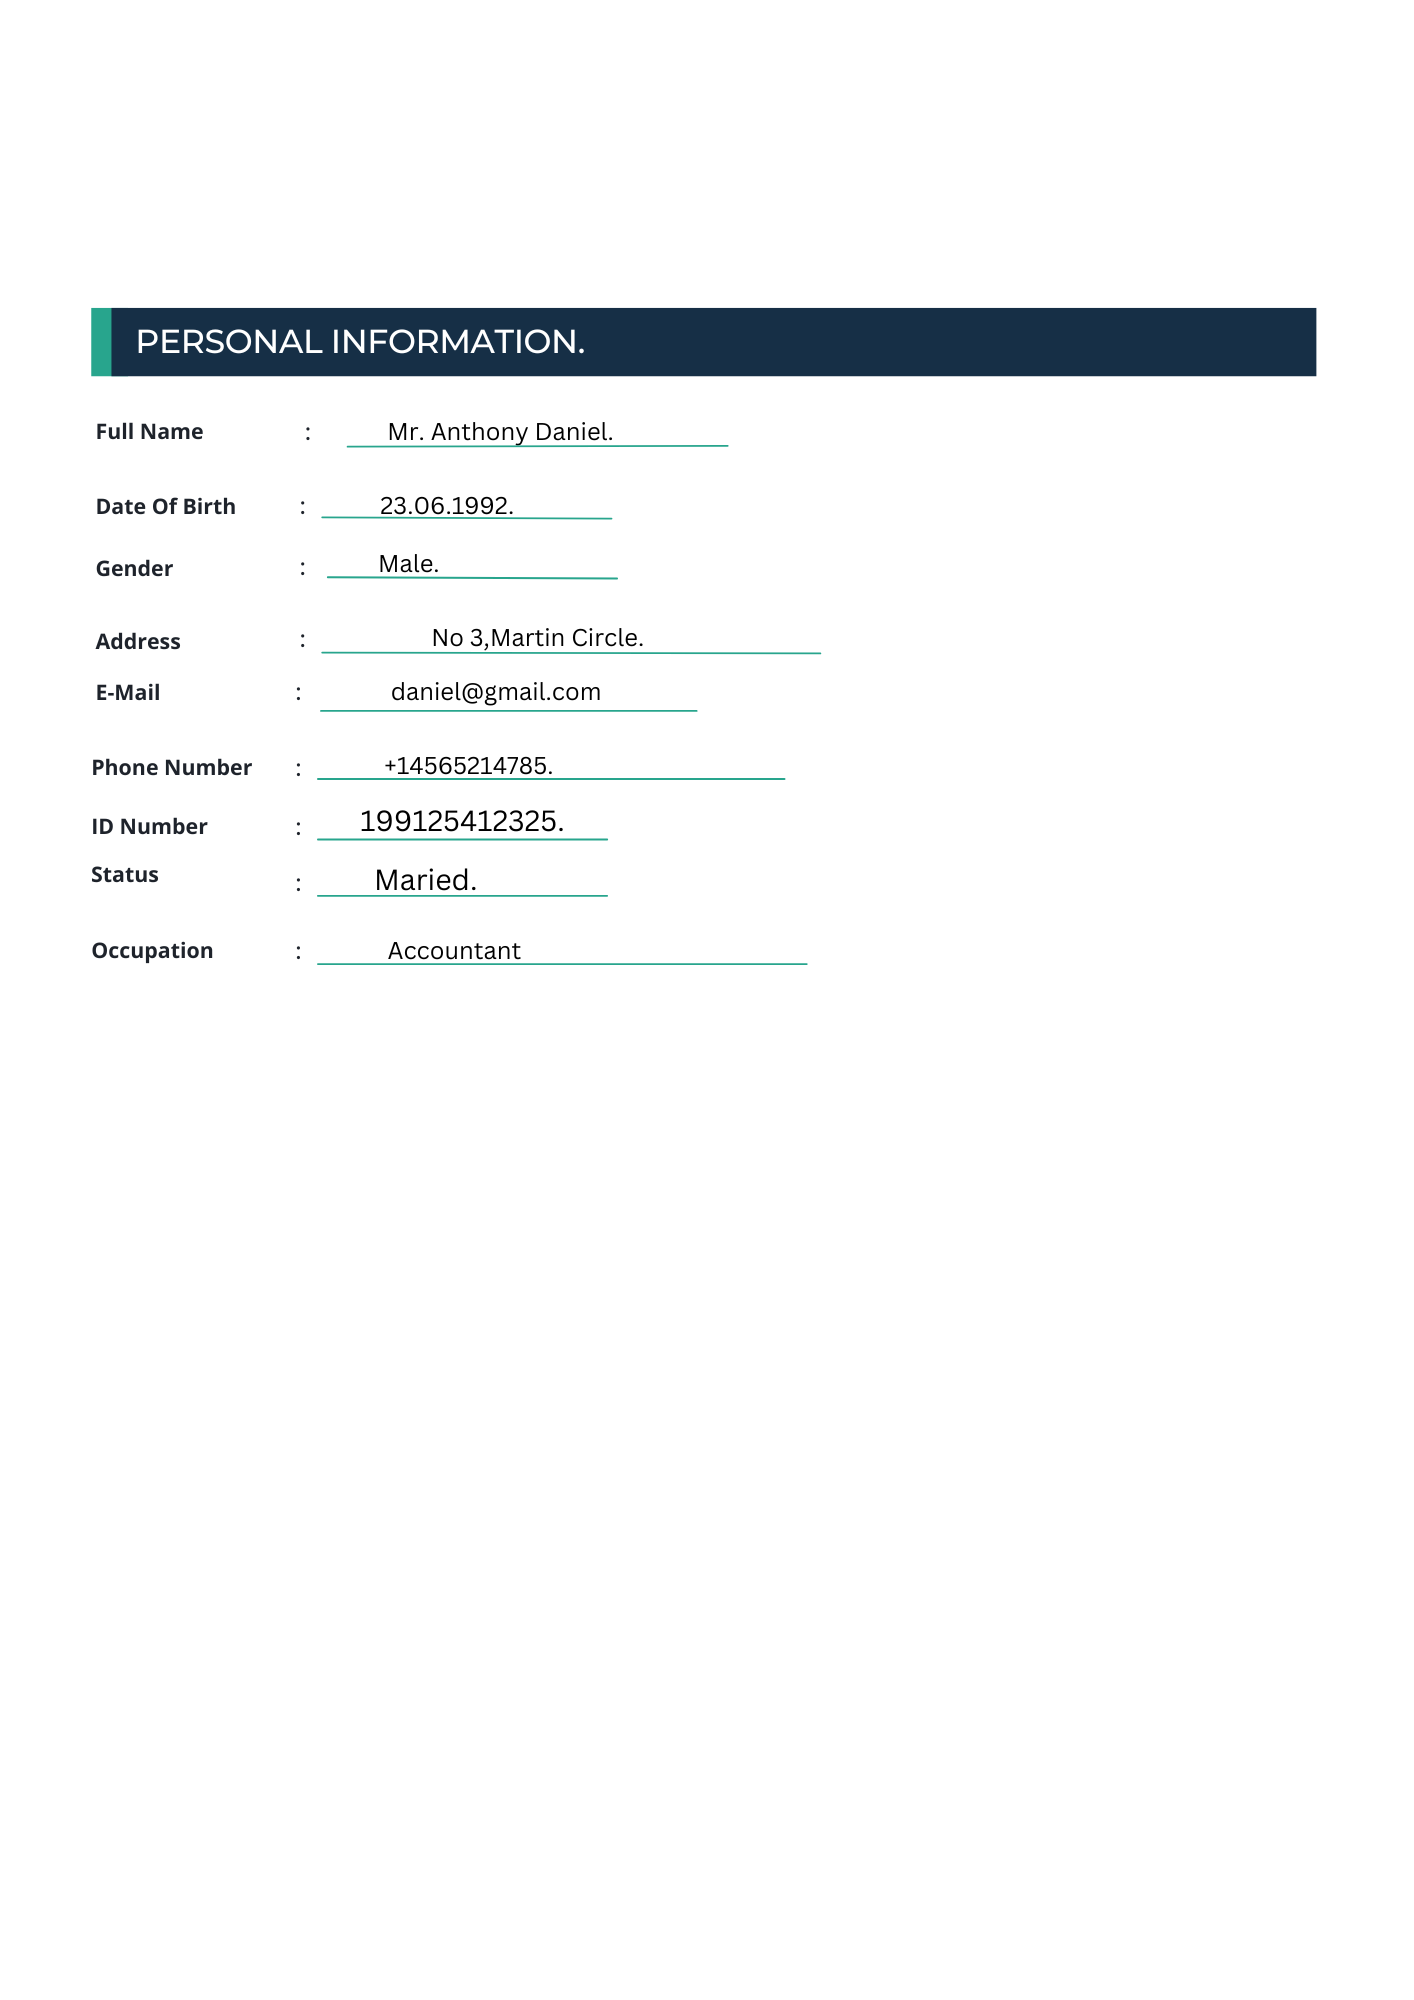 PERSONAL INFORMATION.
Full Name : Mr. Anthony Daniel.
Date Of Birth : 23.06.1992.
Gender : Male.
Address : No 3,Martin Circle.
E-Mail : daniel@gmail.com
Phone Number : +14565214785.
ID Number : 199125412325.
Status : Maried.
Occupation : Accountant